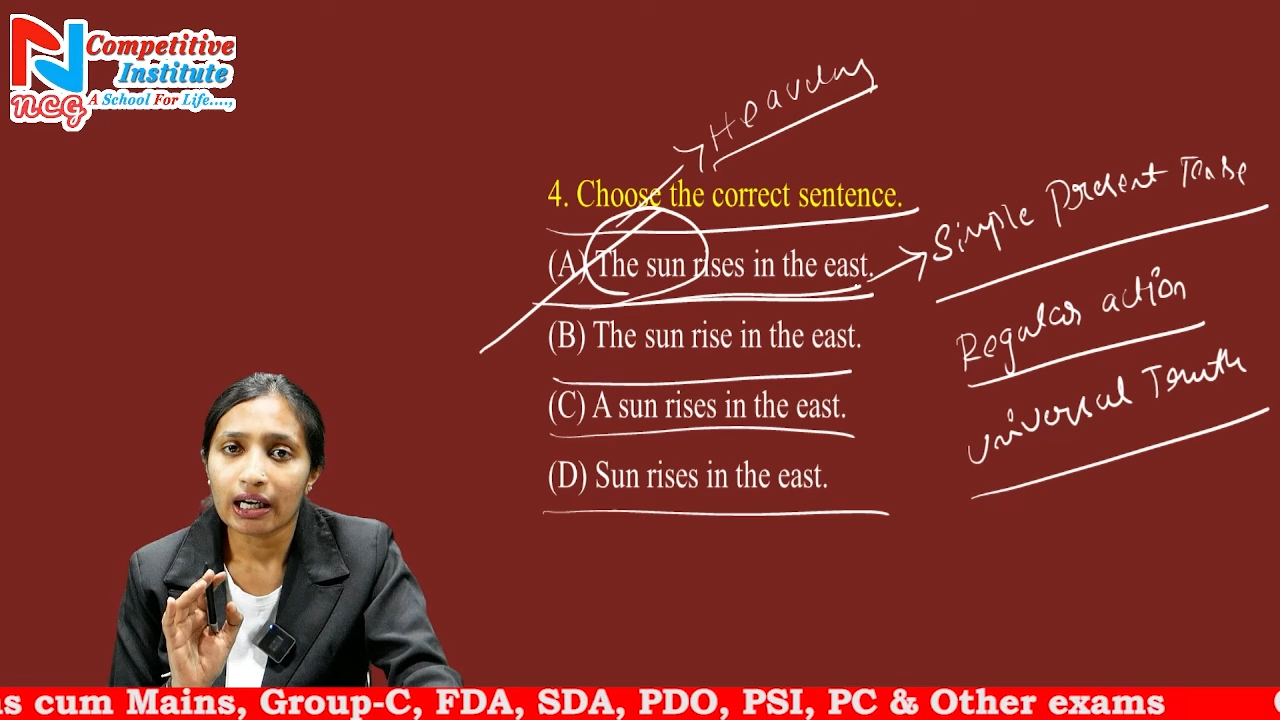 Competitive
Institute
NCG A School For Life....,
4. Choose the correct sentence.
(A) The sun rises in the east.
(B) The sun rise in the east.
(C) A sun rises in the east.
(D) Sun rises in the east.
Simple Present Tense
Regular action
Universal Truth
s cum Mains, Group-C, FDA, SDA, PDO, PSI, PC & Other exams